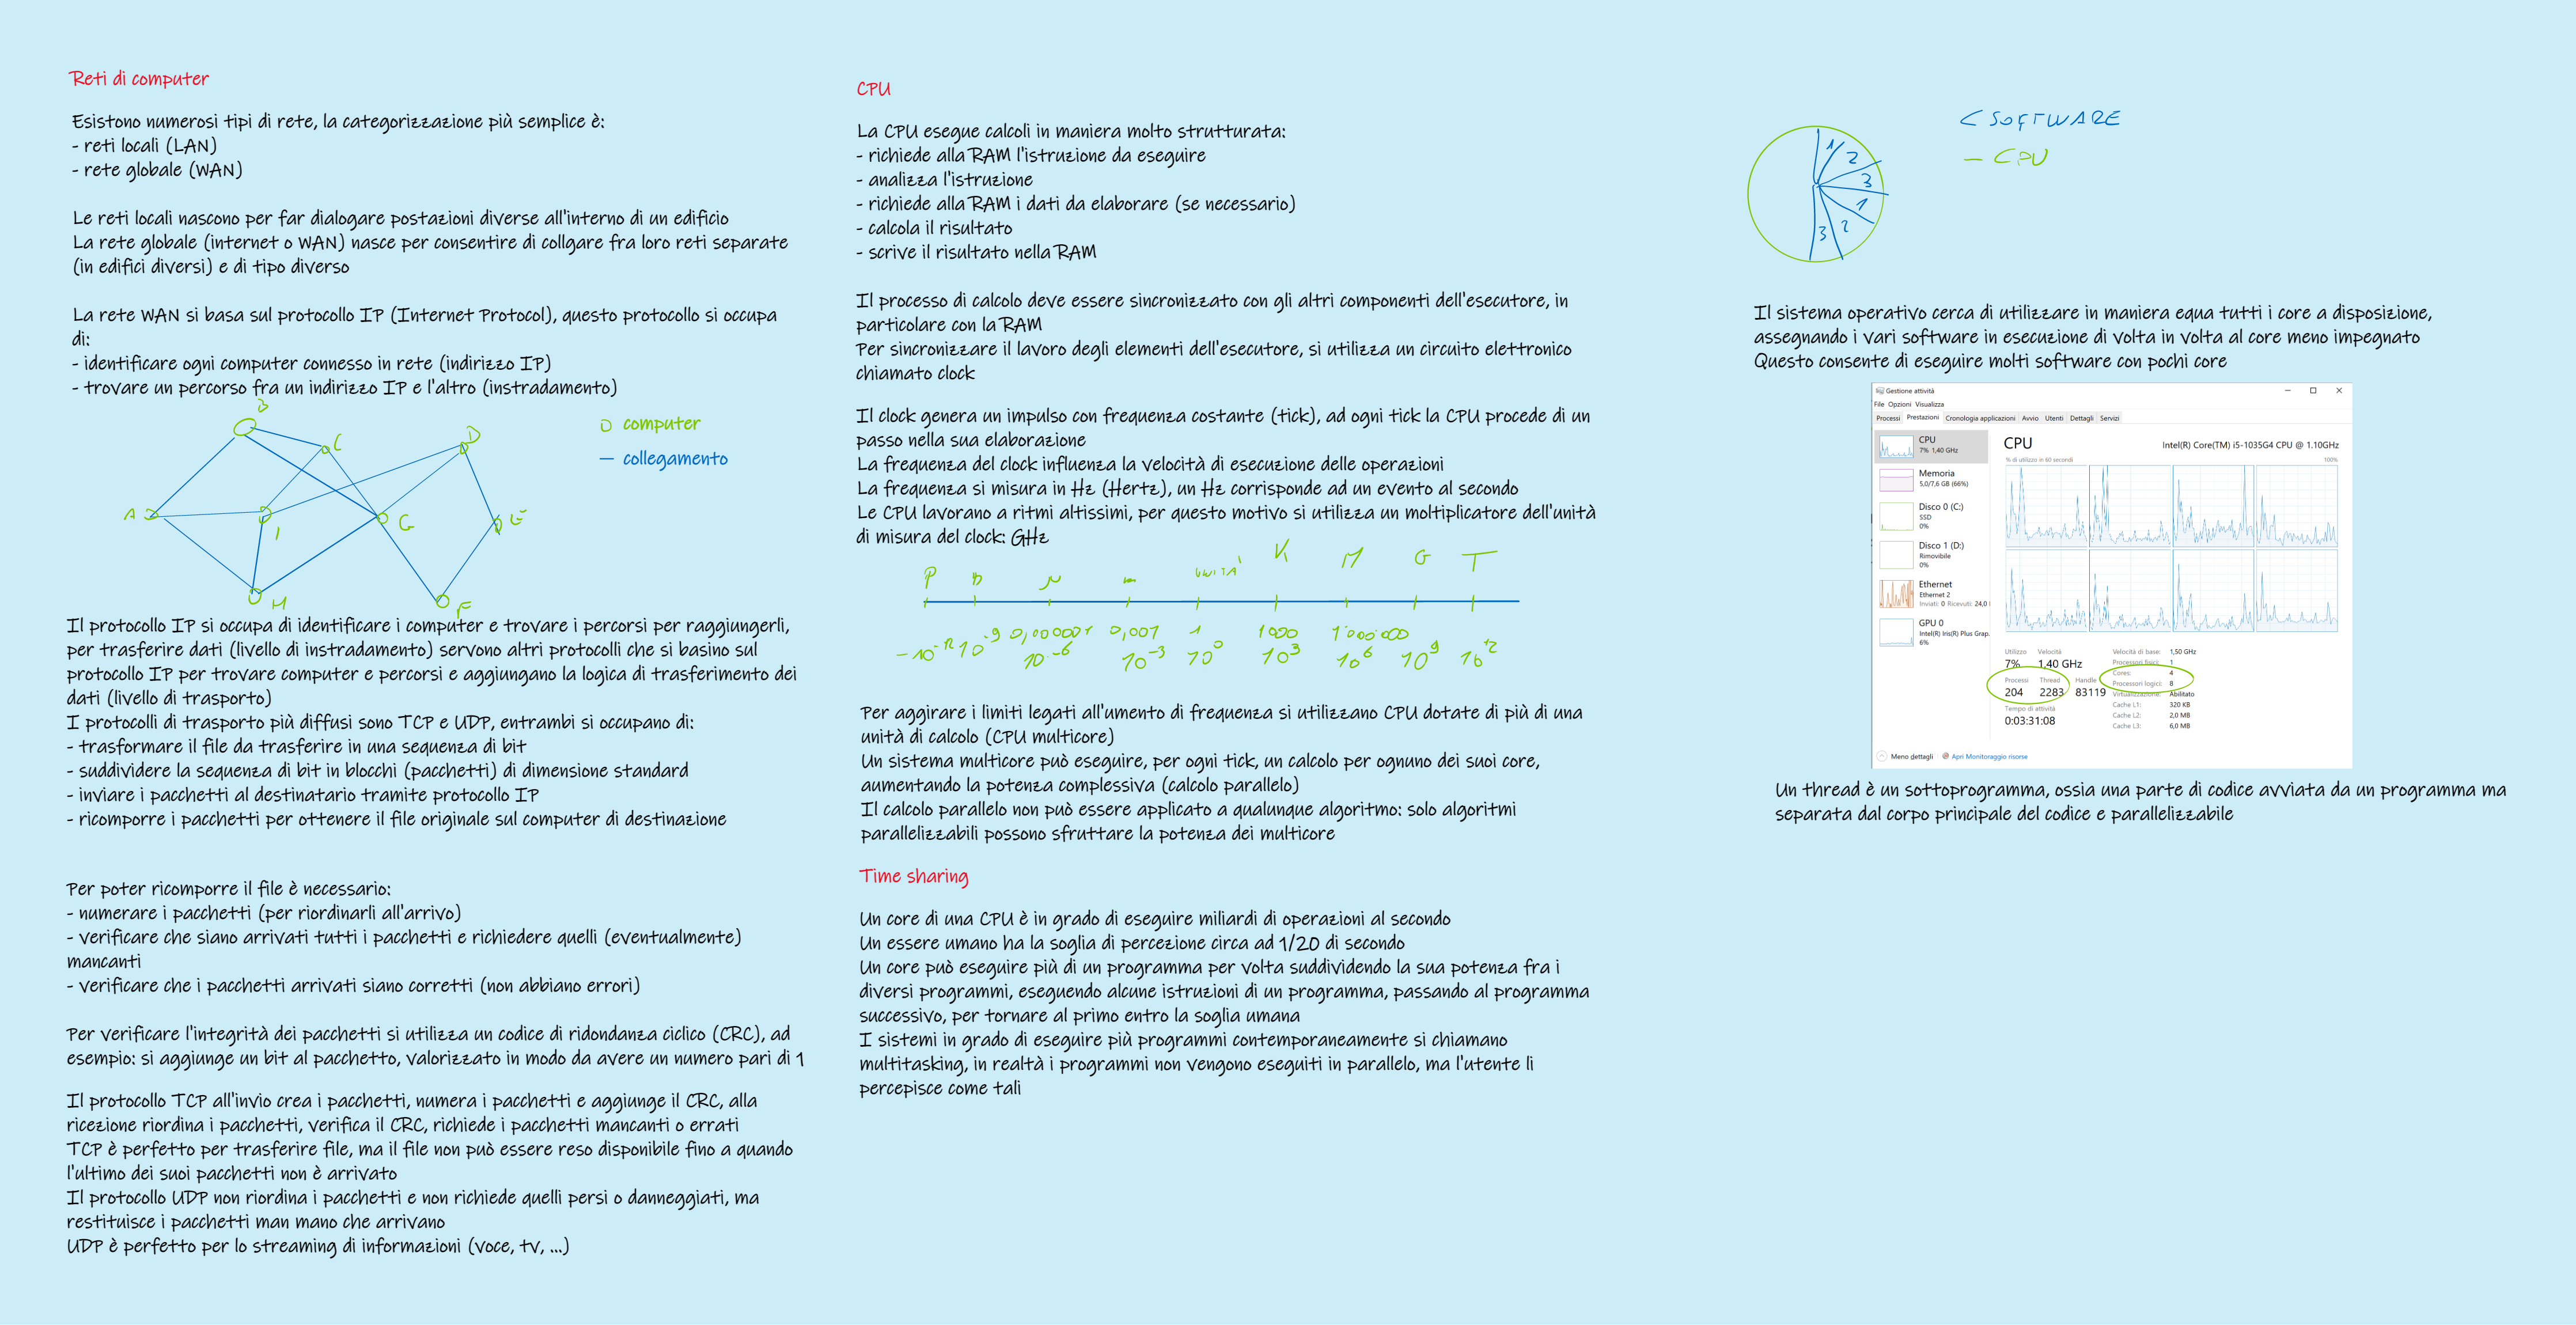 Reti di computer
Esistono numerosi tipi di rete, la categorizzazione più semplice è:
- reti locali (LAN)
- rete globale (WAN)
Le reti locali nascono per far dialogare postazioni diverse all'interno di un edificio
La rete globale (internet o WAN) nasce per consentire di collgare fra loro reti separate
(in edifici diversi) e di tipo diverso
La rete WAN si basa sul protocollo IP (Internet Protocol), questo protocollo si occupa
di:
- identificare ogni computer connesso in rete (indirizzo IP)
- trovare un percorso fra un indirizzo IP e l'altro (instradamento)
B
C
D
computer
collegamento
A
I
G
E
H
F
Il protocollo IP si occupa di identificare i computer e trovare i percorsi per raggiungerli,
per trasferire dati (livello di instradamento) servono altri protocolli che si basino sul
protocollo IP per trovare computer e percorsi e aggiungano la logica di trasferimento dei
dati (livello di trasporto)
I protocolli di trasporto più diffusi sono TCP e UDP, entrambi si occupano di:
- trasformare il file da trasferire in una sequenza di bit
- suddividere la sequenza di bit in blocchi (pacchetti) di dimensione standard
- inviare i pacchetti al destinatario tramite protocollo IP
- ricomporre i pacchetti per ottenere il file originale sul computer di destinazione
Per poter ricomporre il file è necessario:
- numerare i pacchetti (per riordinarli all'arrivo)
- verificare che siano arrivati tutti i pacchetti e richiedere quelli (eventualmente)
mancanti
- verificare che i pacchetti arrivati siano corretti (non abbiano errori)
Per verificare l'integrità dei pacchetti si utilizza un codice di ridondanza ciclico (CRC), ad
esempio: si aggiunge un bit al pacchetto, valorizzato in modo da avere un numero pari di 1
Il protocollo TCP all'invio crea i pacchetti, numera i pacchetti e aggiunge il CRC, alla
ricezione riordina i pacchetti, verifica il CRC, richiede i pacchetti mancanti o errati
TCP è perfetto per trasferire file, ma il file non può essere reso disponibile fino a quando
l'ultimo dei suoi pacchetti non è arrivato
Il protocollo UDP non riordina i pacchetti e non richiede quelli persi o danneggiati, ma
restituisce i pacchetti man mano che arrivano
UDP è perfetto per lo streaming di informazioni (voce, tv, ...)
CPU
La CPU esegue calcoli in maniera molto strutturata:
- richiede alla RAM l'istruzione da eseguire
- analizza l'istruzione
- richiede alla RAM i dati da elaborare (se necessario)
- calcola il risultato
- scrive il risultato nella RAM
Il processo di calcolo deve essere sincronizzato con gli altri componenti dell'esecutore, in
particolare con la RAM
Per sincronizzare il lavoro degli elementi dell'esecutore, si utilizza un circuito elettronico
chiamato clock
Il clock genera un impulso con frequenza costante (tick), ad ogni tick la CPU procede di un
passo nella sua elaborazione
La frequenza del clock influenza la velocità di esecuzione delle operazioni
La frequenza si misura in Hz (Hertz), un Hz corrisponde ad un evento al secondo
Le CPU lavorano a ritmi altissimi, per questo motivo si utilizza un moltiplicatore dell'unità
di misura del clock: GHz
P n μ m UNITA' K M G T
0,000001 0,001 1 1000 1'000'000
-10^-12 10^-9 10^-6 10^-3 10^0 10^3 10^6 10^9 10^12
Per aggirare i limiti legati all'umento di frequenza si utilizzano CPU dotate di più di una
unità di calcolo (CPU multicore)
Un sistema multicore può eseguire, per ogni tick, un calcolo per ognuno dei suoi core,
aumentando la potenza complessiva (calcolo parallelo)
Il calcolo parallelo non può essere applicato a qualunque algoritmo: solo algoritmi
parallelizzabili possono sfruttare la potenza dei multicore
Time sharing
Un core di una CPU è in grado di eseguire miliardi di operazioni al secondo
Un essere umano ha la soglia di percezione circa ad 1/20 di secondo
Un core può eseguire più di un programma per volta suddividendo la sua potenza fra i
diversi programmi, eseguendo alcune istruzioni di un programma, passando al programma
successivo, per tornare al primo entro la soglia umana
I sistemi in grado di eseguire più programmi contemporaneamente si chiamano
multitasking, in realtà i programmi non vengono eseguiti in parallelo, ma l'utente li
percepisce come tali
1
2
3
1
2
3
SOFTWARE
- CPU
Il sistema operativo cerca di utilizzare in maniera equa tutti i core a disposizione,
assegnando i vari software in esecuzione di volta in volta al core meno impegnato
Questo consente di eseguire molti software con pochi core
Gestione attività
File Opzioni Visualizza
Processi Prestazioni Cronologia applicazioni Avvio Utenti Dettagli Servizi
CPU
7% 1,40 GHz
Memoria
5,0/7,6 GB (66%)
Disco 0 (C:)
SSD
0%
Disco 1 (D:)
Rimovibile
0%
Ethernet
Ethernet 2
Inviati: 0 Ricevuti: 24,0
GPU 0
Intel(R) Iris(R) Plus Grap.
6%
CPU
Intel(R) Core(TM) i5-1035G4 CPU @ 1.10GHz
% di utilizzo in 60 secondi 100%
Utilizzo Velocità
7% 1,40 GHz
Processi Thread Handle
204 2283 83119
Tempo di attività
0:03:31:08
Velocità di base: 1,50 GHz
Processori fisici: 1
Cores: 4
Processori logici: 8
Virtualizzazione: Abilitato
Cache L1: 320 KB
Cache L2: 2,0 MB
Cache L3: 6,0 MB
Meno dettagli Apri Monitoraggio risorse
Un thread è un sottoprogramma, ossia una parte di codice avviata da un programma ma
separata dal corpo principale del codice e parallelizzabile